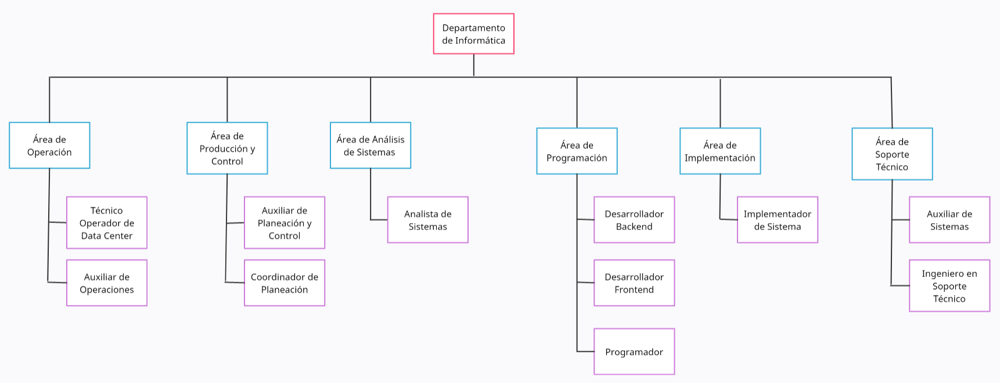 Departamento
de Informática
Área de
Operación
Área de
Producción y
Control
Área de Análisis
de Sistemas
Área de
Programación
Área de
Implementación
Área de
Soporte
Técnico
Técnico
Operador de
Data Center
Auxiliar de
Operaciones
Auxiliar de
Planeación y
Control
Coordinador de
Planeación
Analista de
Sistemas
Desarrollador
Backend
Desarrollador
Frontend
Programador
Implementador
de Sistema
Auxiliar de
Sistemas
Ingeniero en
Soporte
Técnico